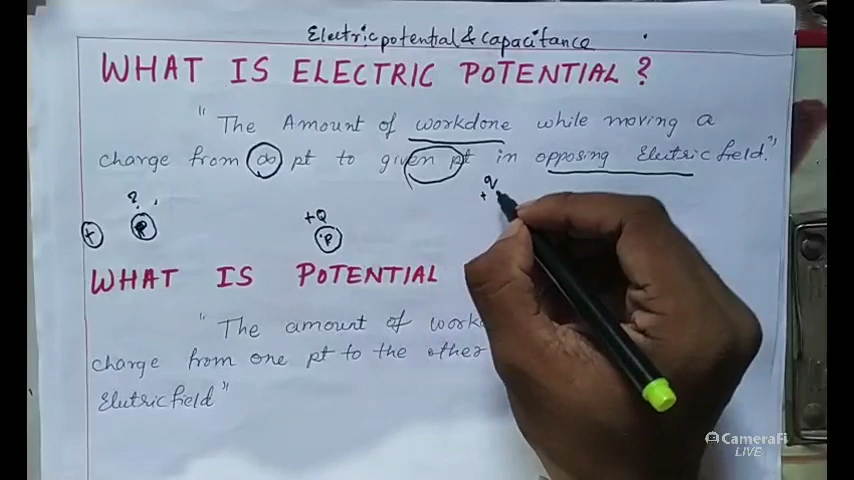 Electric potential & capacitance
WHAT IS ELECTRIC POTENTIAL ?
"The Amount of workdone while moving a
charge from ∞ pt to given pt in opposing Electric field."
q
+
+
P
+Q
P
WHAT IS POTENTIAL
"The amount of
charge from one pt to the other
Electric field"
CameraFi
LIVE